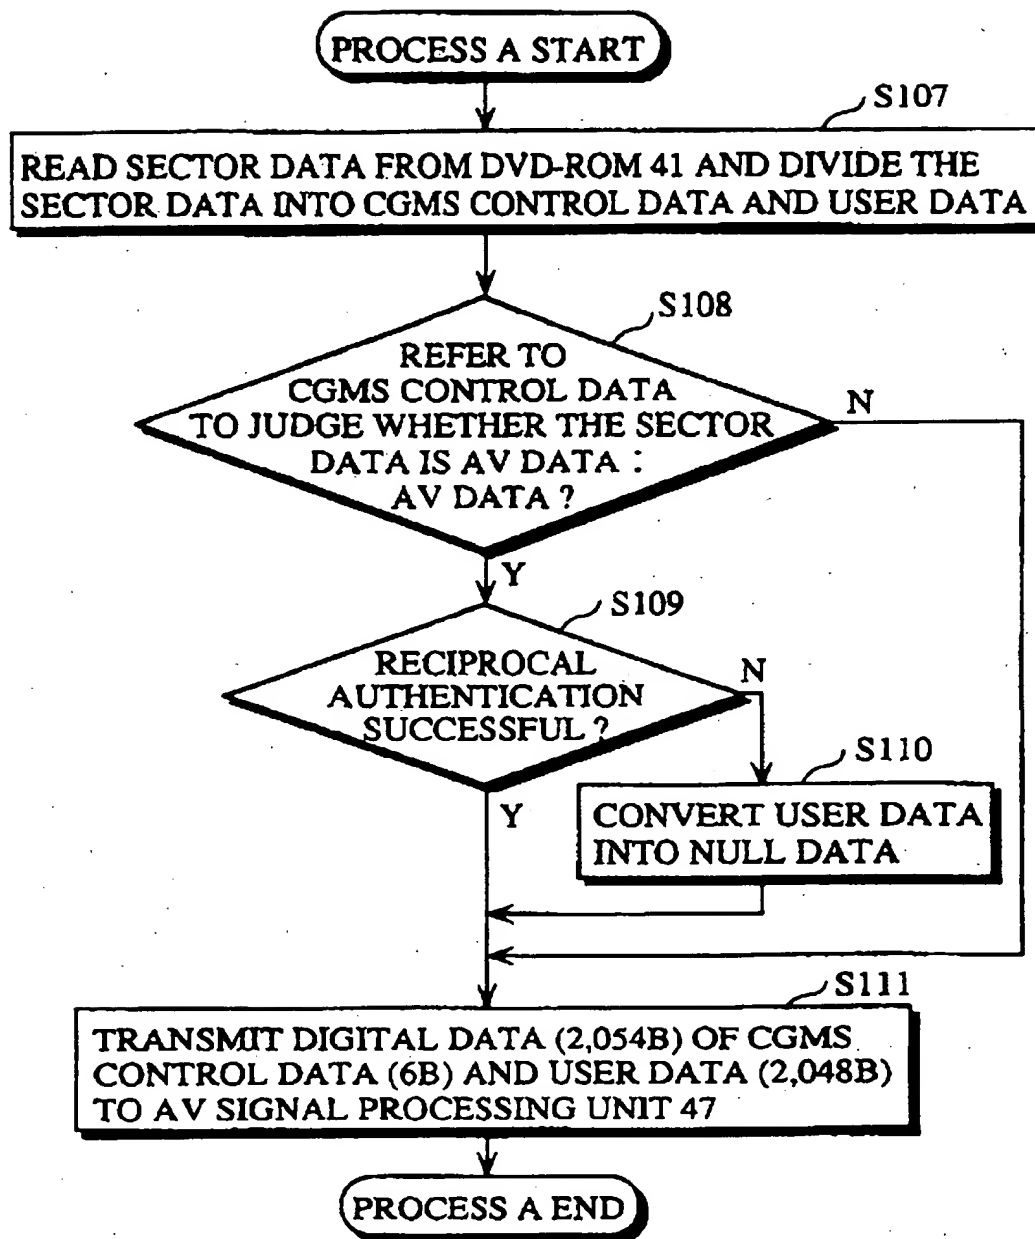 PROCESS A START
S107
READ SECTOR DATA FROM DVD-ROM 41 AND DIVIDE THE
SECTOR DATA INTO CGMS CONTROL DATA AND USER DATA
S108
REFER TO
CGMS CONTROL DATA
TO JUDGE WHETHER THE SECTOR
DATA IS AV DATA :
AV DATA ?
N
Y
S109
RECIPROCAL
AUTHENTICATION
SUCCESSFUL ?
N
Y
S110
CONVERT USER DATA
INTO NULL DATA
S111
TRANSMIT DIGITAL DATA (2,054B) OF CGMS
CONTROL DATA (6B) AND USER DATA (2,048B)
TO AV SIGNAL PROCESSING UNIT 47
PROCESS A END